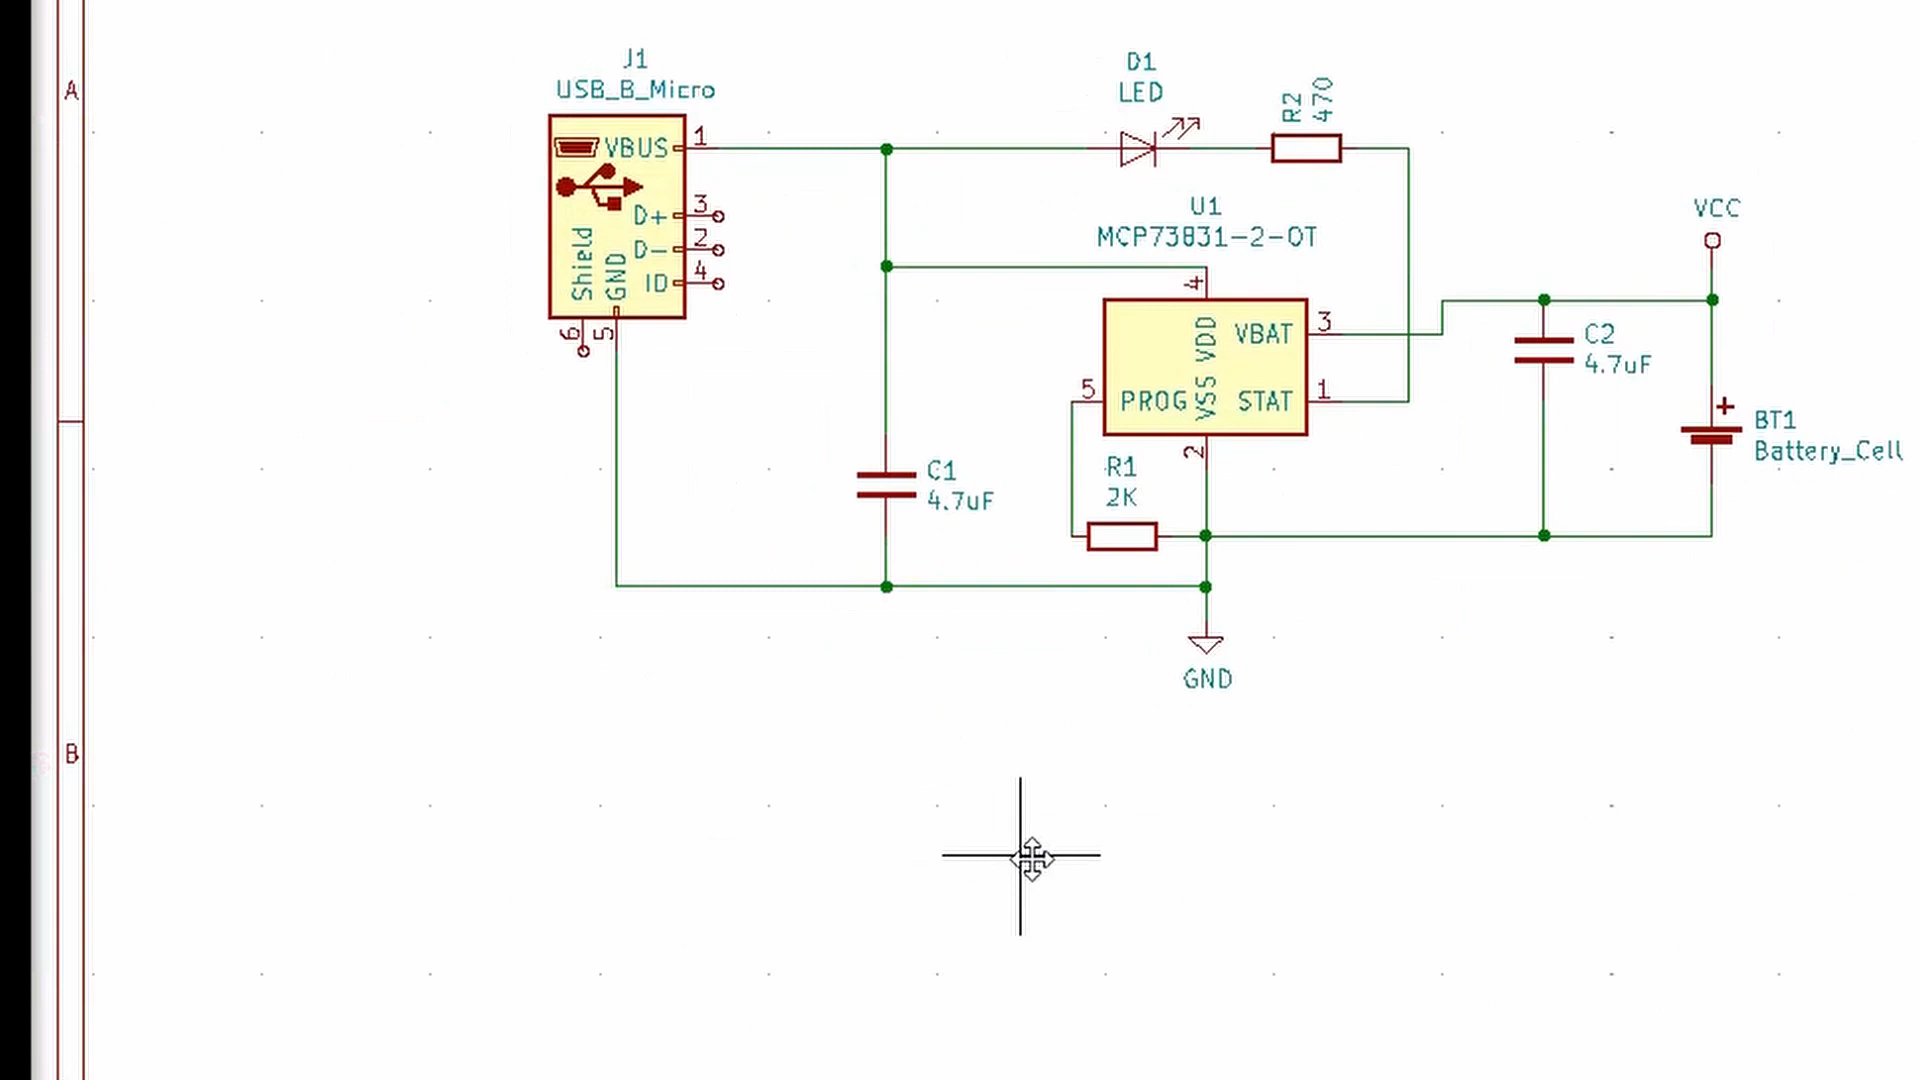 A
J1
USB_B_Micro
VBUS
1
D+
3
D-
2
ID
4
Shield
GND
6
5
D1
LED
R2
470
U1
MCP73831-2-OT
4
VDD
VBAT
3
5
PROG
VSS
STAT
1
2
R1
2K
C1
4.7uF
VCC
C2
4.7uF
+
BT1
Battery_Cell
GND
B